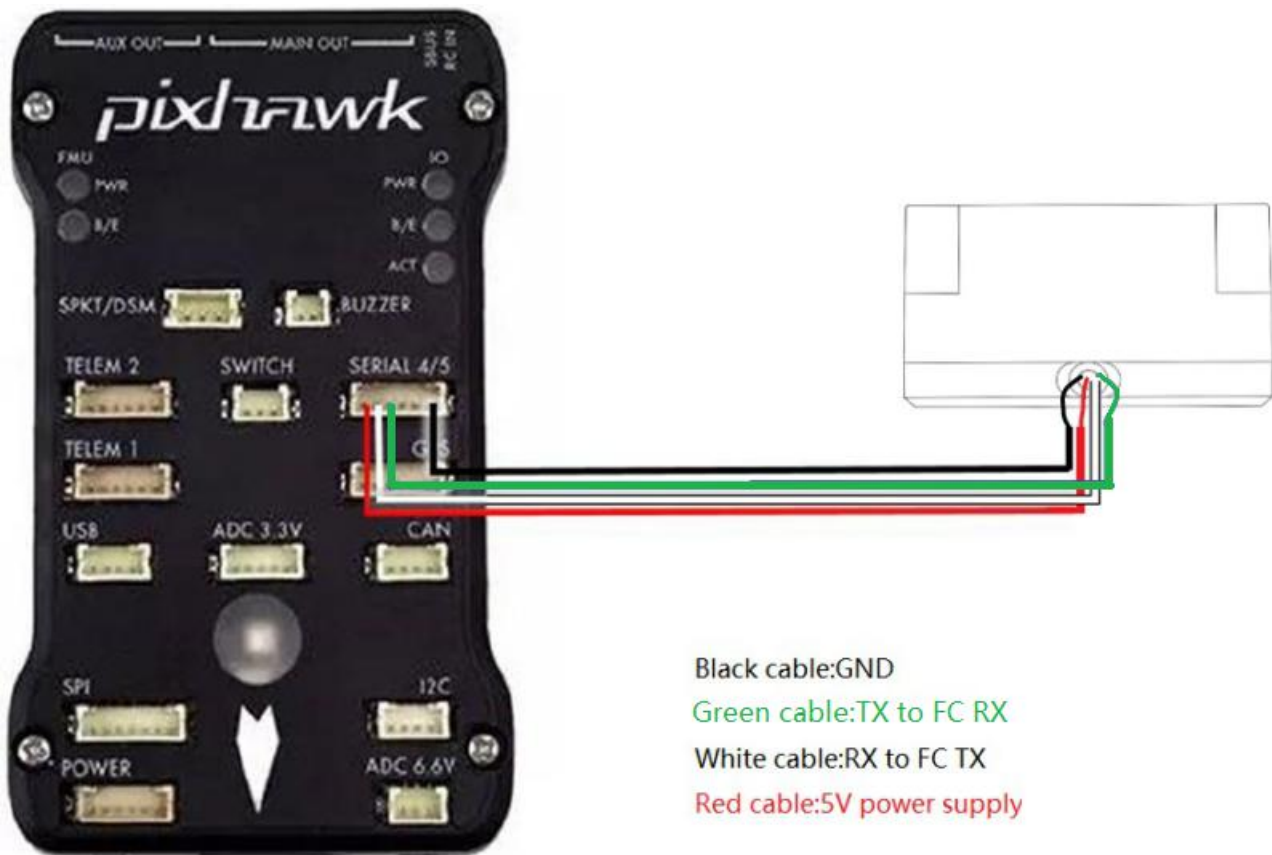 AUX OUT MAIN OUT SBUS
RC IN
pixhawk
FMU IO
PWR PWR
B/E B/E
ACT
SPKT/DSM BUZZER
TELEM 2 SWITCH SERIAL 4/5
TELEM 1
USB ADC 3.3V CAN
SPI I2C
POWER ADC 6.6V
Black cable:GND
Green cable:TX to FC RX
White cable:RX to FC TX
Red cable:5V power supply